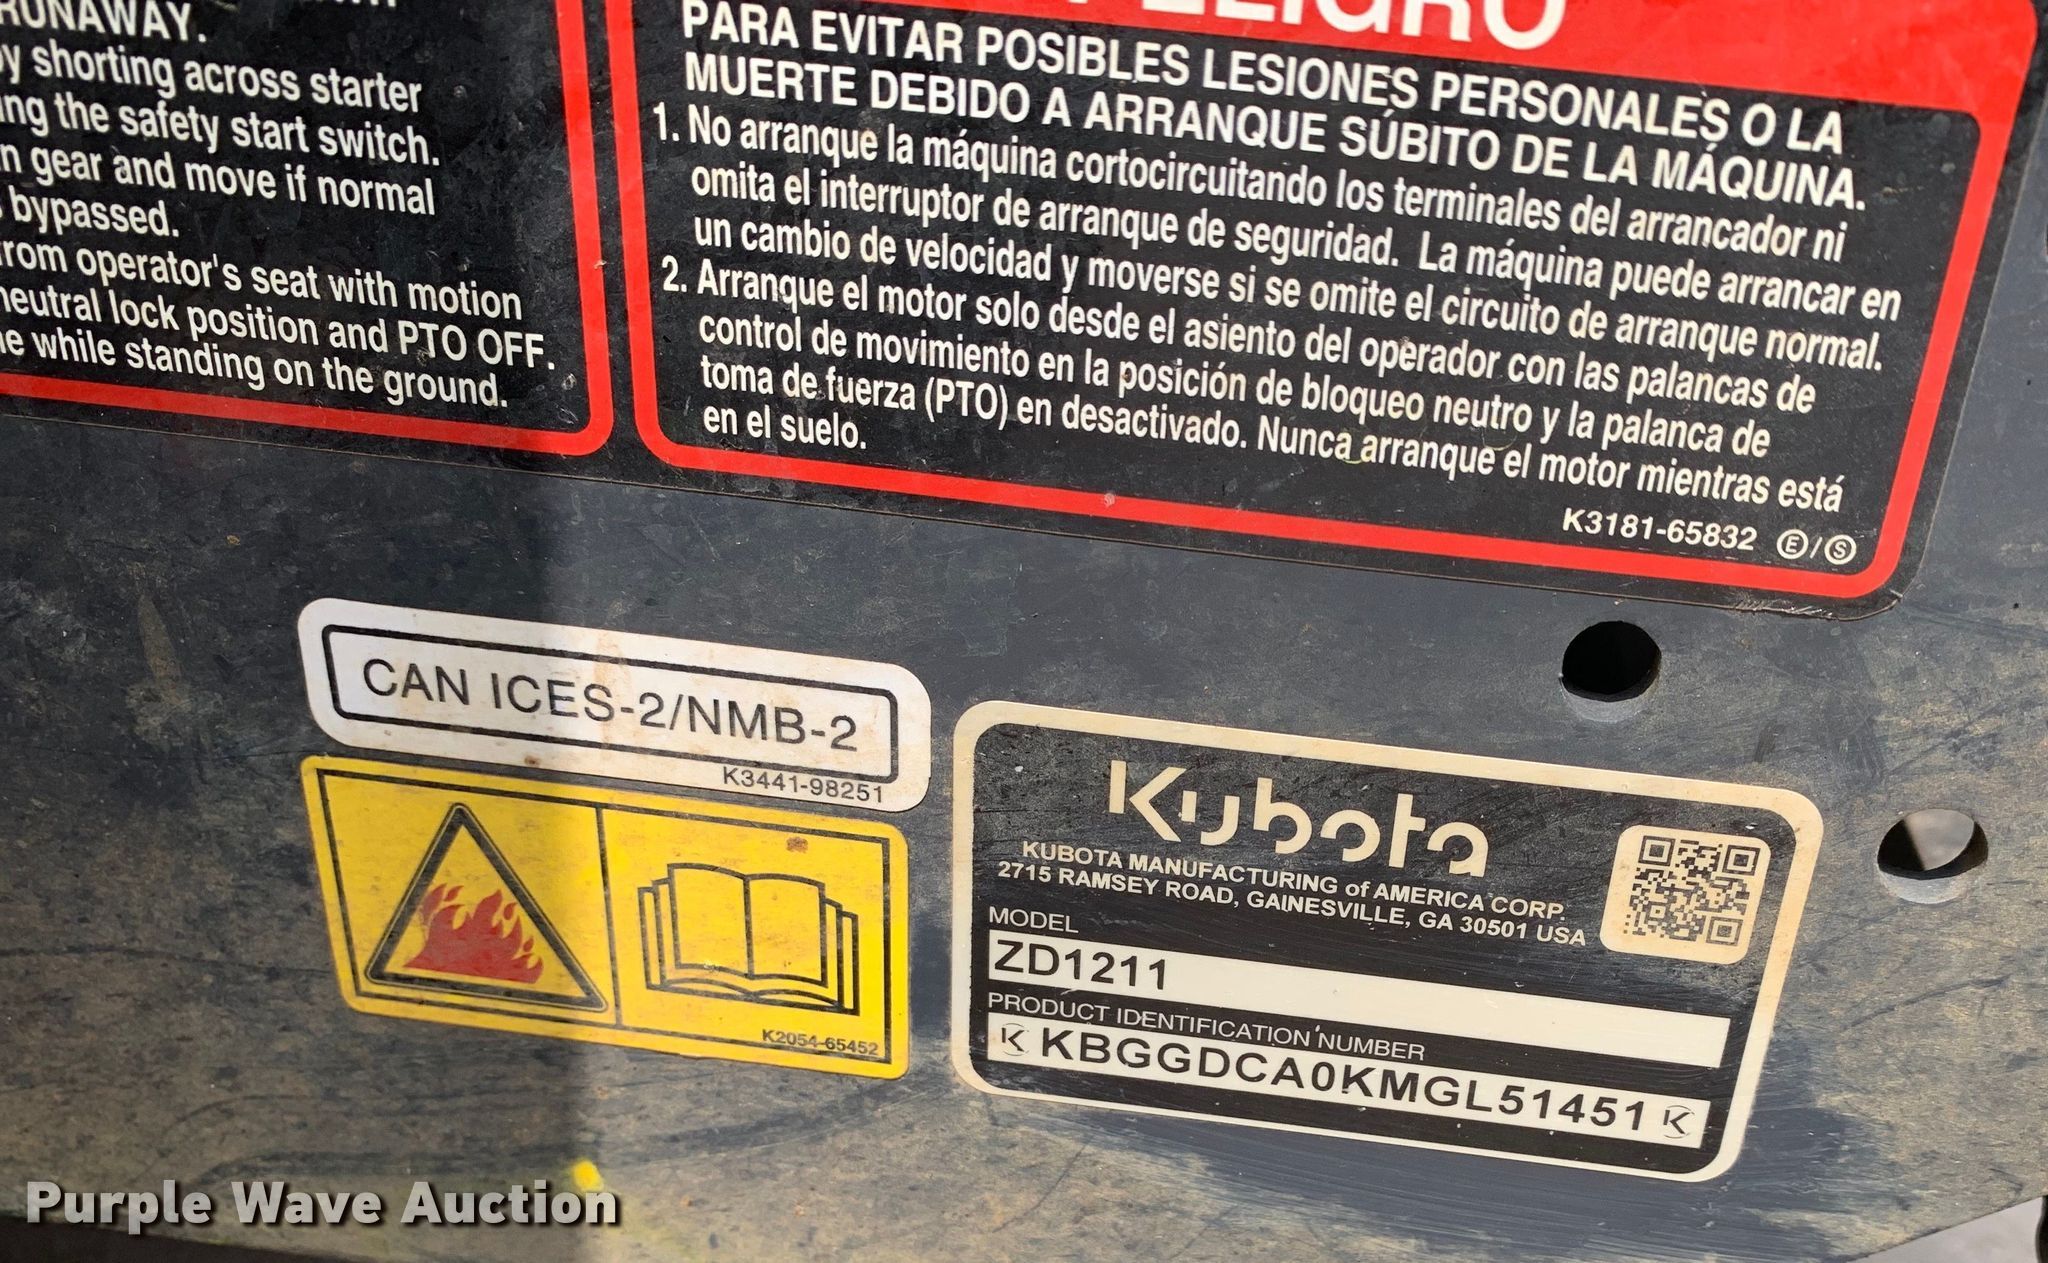 RUNAWAY.
by shorting across starter
the safety start switch.
gear and move if normal
bypassed.
from operator's seat with motion
neutral lock position and PTO OFF.
while standing on the ground.
PELIGRO
PARA EVITAR POSIBLES LESIONES PERSONALES O LA
MUERTE DEBIDO A ARRANQUE SÚBITO DE LA MÁQUINA.
1. No arranque la máquina cortocircuitando los terminales del arrancador ni
omita el interruptor de arranque de seguridad. La máquina puede arrancar en
un cambio de velocidad y moverse si se omite el circuito de arranque normal.
2. Arranque el motor solo desde el asiento del operador con las palancas de
control de movimiento en la posición de bloqueo neutro y la palanca de
toma de fuerza (PTO) en desactivado. Nunca arranque el motor mientras está
en el suelo.
K3181-65832 Ⓔ/Ⓢ
CAN ICES-2/NMB-2
K3441-98251
K2054-65452
Kubota
KUBOTA MANUFACTURING of AMERICA CORP.
2715 RAMSEY ROAD, GAINESVILLE, GA 30501 USA
MODEL
ZD1211
PRODUCT IDENTIFICATION NUMBER
K KBGGDCA0KMGL51451 K
Purple Wave Auction